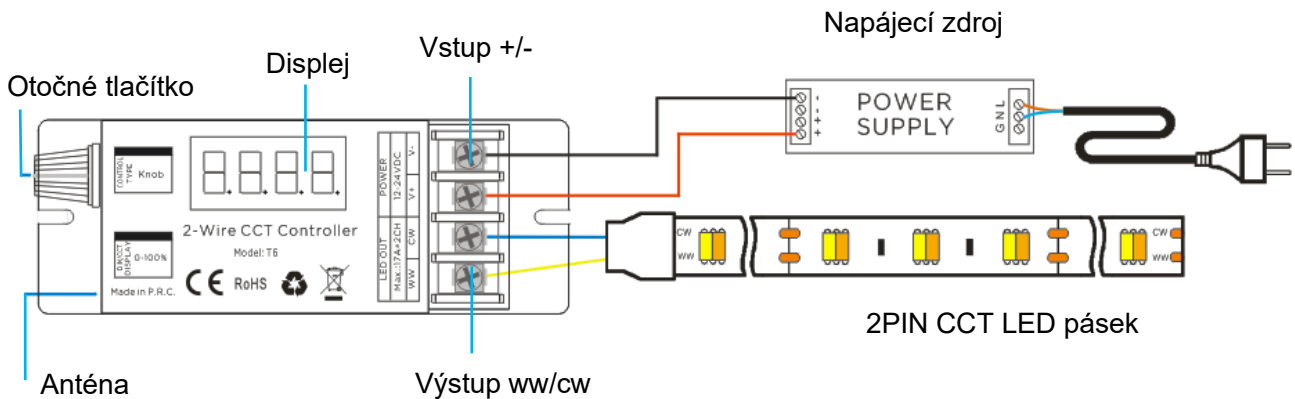 Napájecí zdroj
Vstup +/-
Displej
Otočné tlačítko
POWER
SUPPLY
- - + +
G N L
CONTROL
TYPE
Knob
2-Wire CCT Controller
Model: T6
DIM/CCT
DISPLAY
0-100%
Made in P.R.C.
CE RoHS
POWER
12-24VDC
V- V+
LED OUT
Max.:17A×2CH
CW
WW
CW
WW
CW
WW
2PIN CCT LED pásek
Anténa
Výstup ww/cw